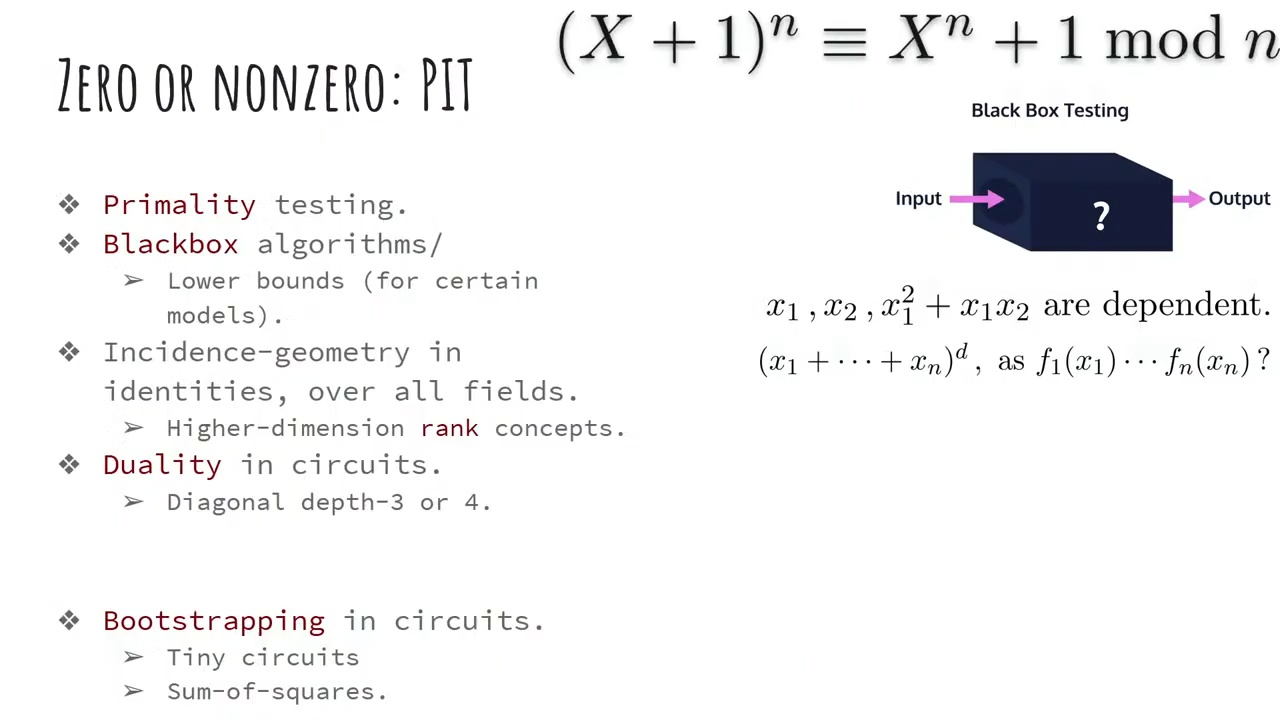 (X + 1)^n ≡ X^n + 1 mod n
ZERO OR NONZERO: PIT
Black Box Testing
Input
?
Output
❖ Primality testing.
❖ Blackbox algorithms/
➢ Lower bounds (for certain
models).
x_1 , x_2 , x_1^2 + x_1x_2 are dependent.
(x_1 + ··· + x_n)^d , as f_1(x_1) ··· f_n(x_n) ?
❖ Incidence-geometry in
identities, over all fields.
➢ Higher-dimension rank concepts.
❖ Duality in circuits.
➢ Diagonal depth-3 or 4.
❖ Bootstrapping in circuits.
➢ Tiny circuits
➢ Sum-of-squares.